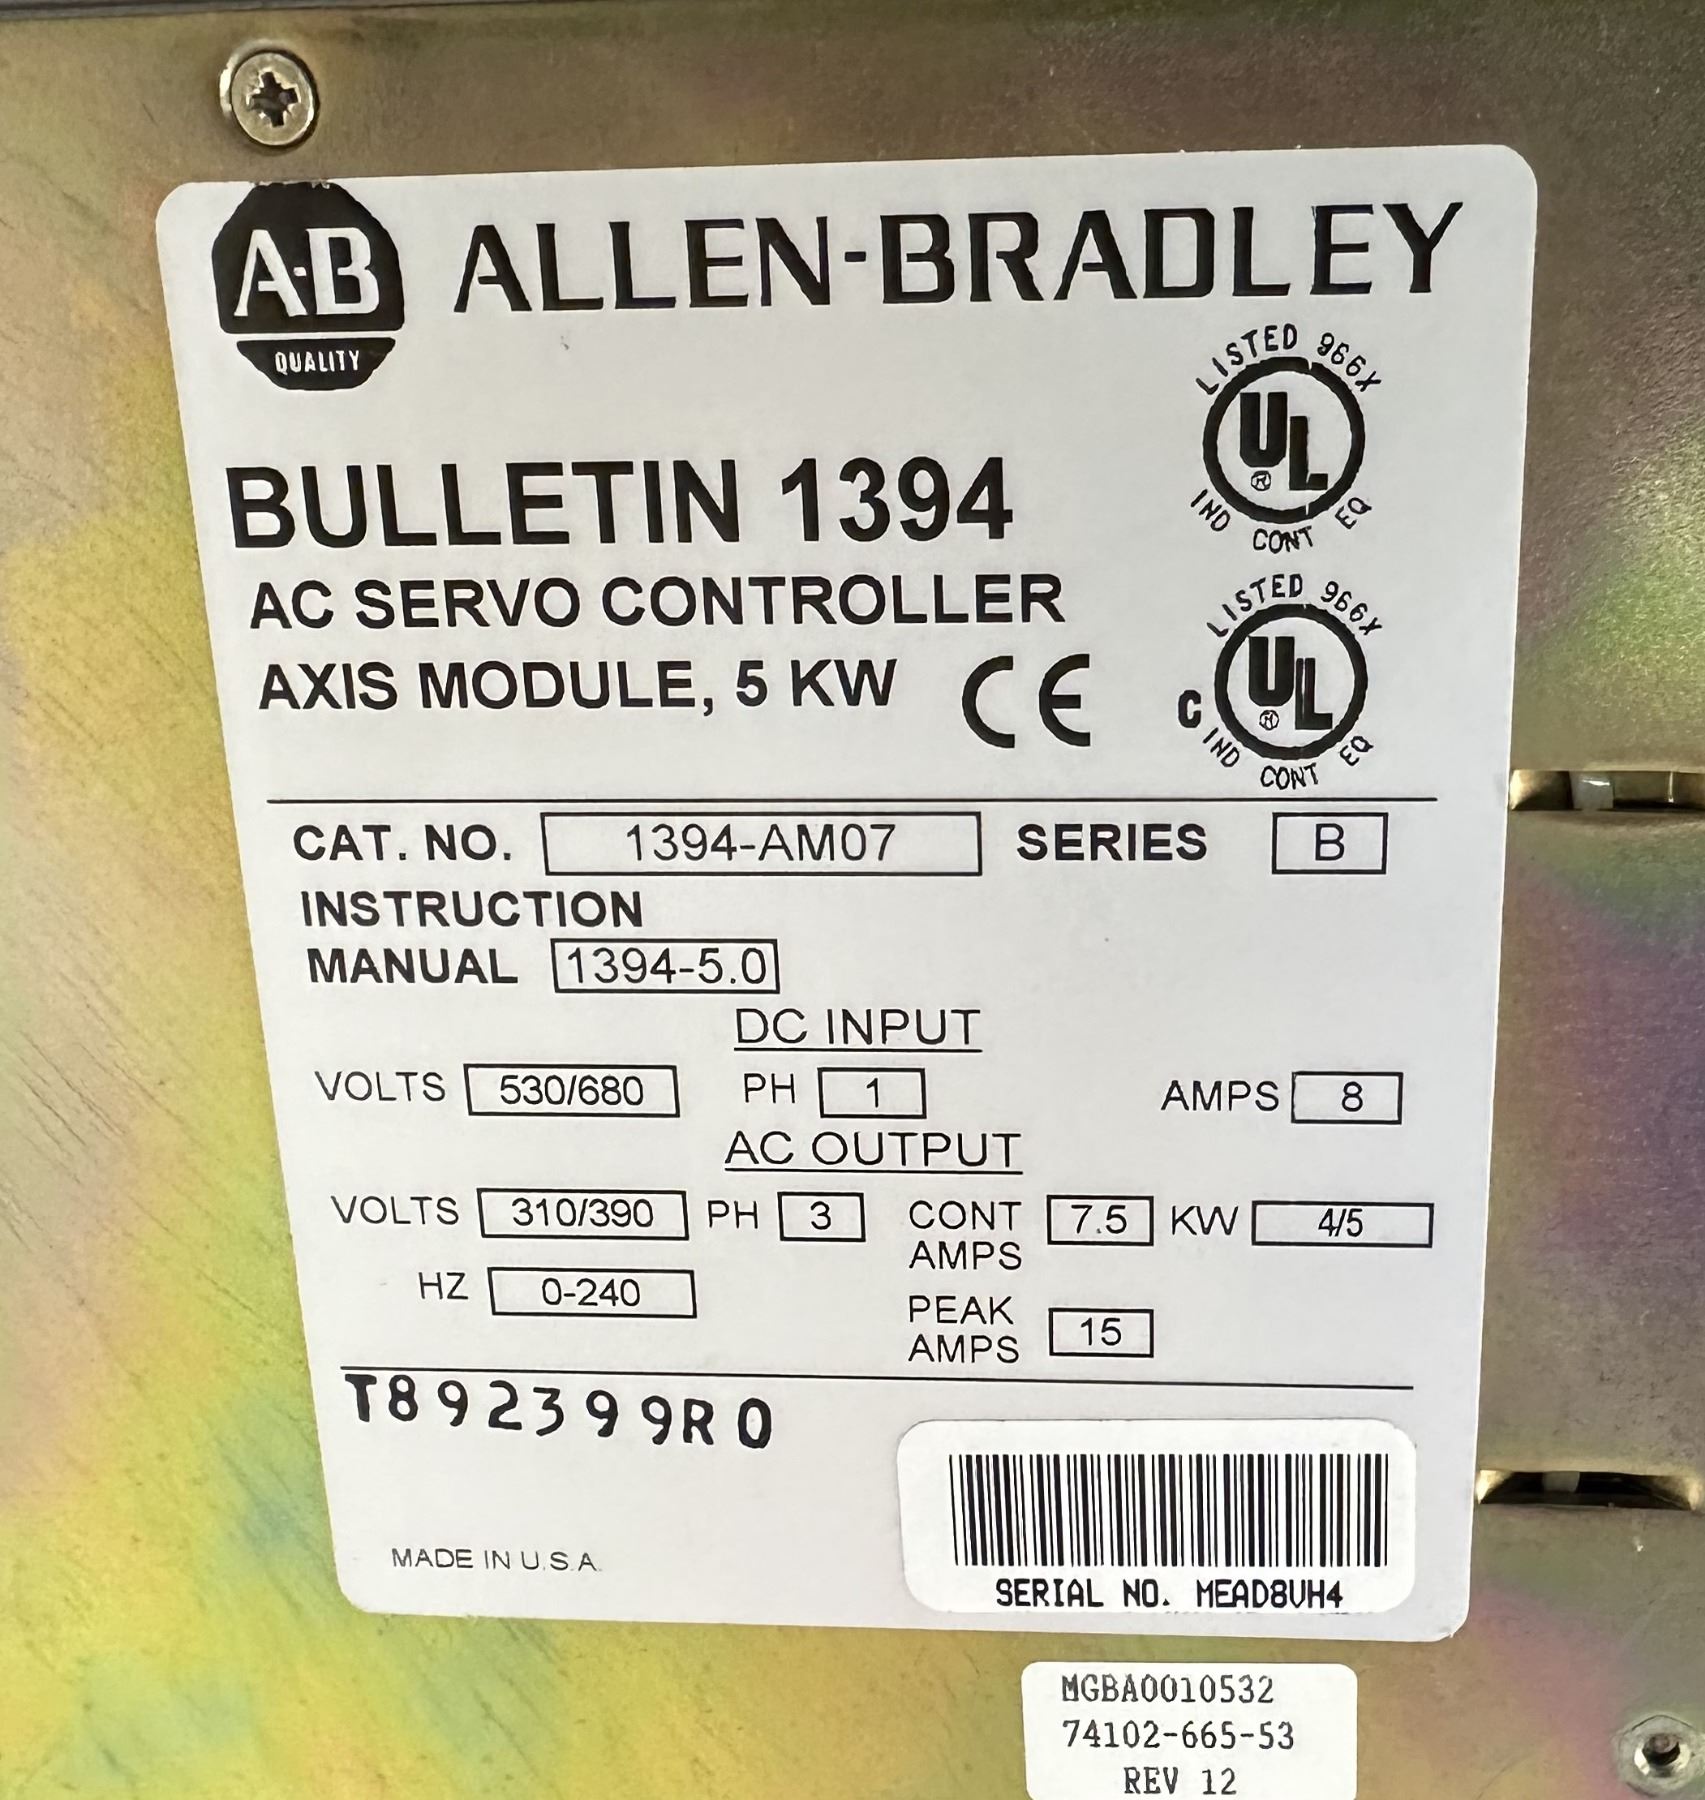 A-B ALLEN-BRADLEY
QUALITY
LISTED 966X
UL
®
IND CONT EQ
BULLETIN 1394
AC SERVO CONTROLLER
AXIS MODULE, 5 KW CE
LISTED 966X
C UL
®
IND CONT EQ
CAT. NO. 1394-AM07 SERIES B
INSTRUCTION
MANUAL 1394-5.0
DC INPUT
VOLTS 530/680 PH 1 AMPS 8
AC OUTPUT
VOLTS 310/390 PH 3 CONT AMPS 7.5 KW 4/5
HZ 0-240 PEAK AMPS 15
T892399R0
MADE IN U.S.A.
SERIAL NO. MEAD8VH4
MGBA0010532
74102-665-53
REV 12